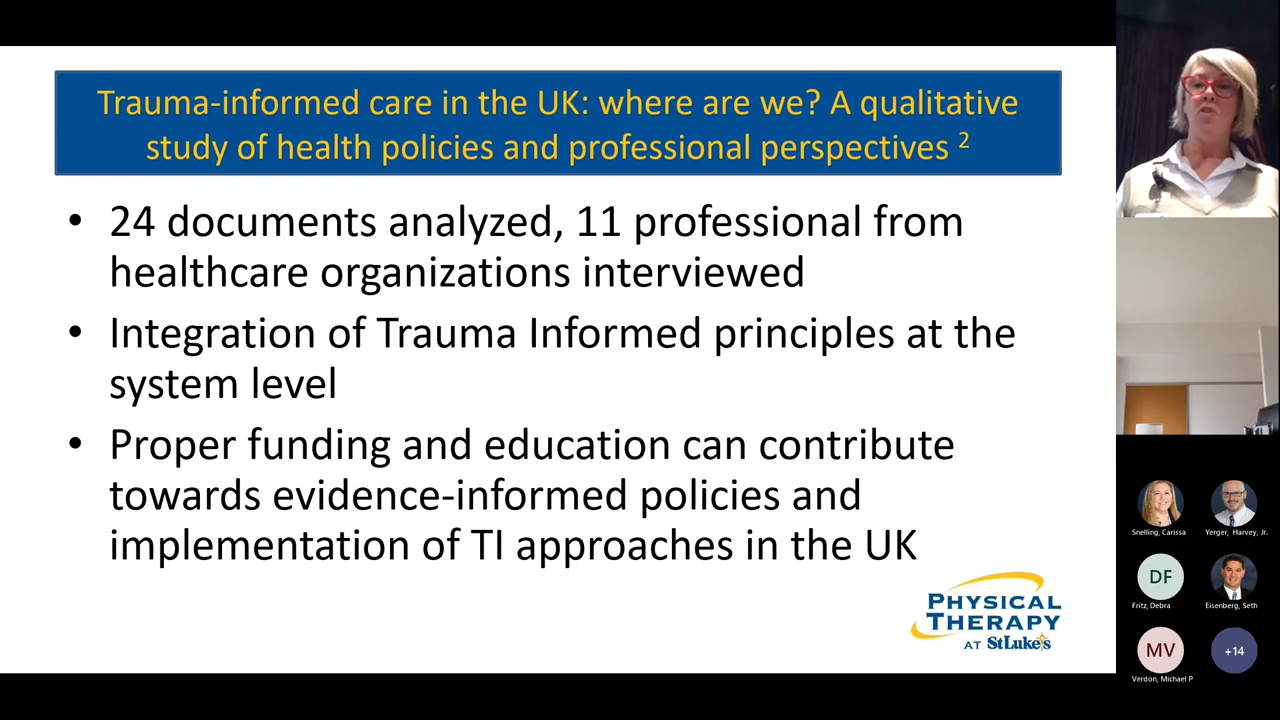 Trauma-informed care in the UK: where are we? A qualitative
study of health policies and professional perspectives 2
• 24 documents analyzed, 11 professional from
healthcare organizations interviewed
• Integration of Trauma Informed principles at the
system level
• Proper funding and education can contribute
towards evidence-informed policies and
implementation of TI approaches in the UK
PHYSICAL
THERAPY
AT StLuke's
Snelling, Carissa
Yerger, Harvey, Jr.
DF
Fritz, Debra
Eisenberg, Seth
MV
Verdon, Michael P
+14